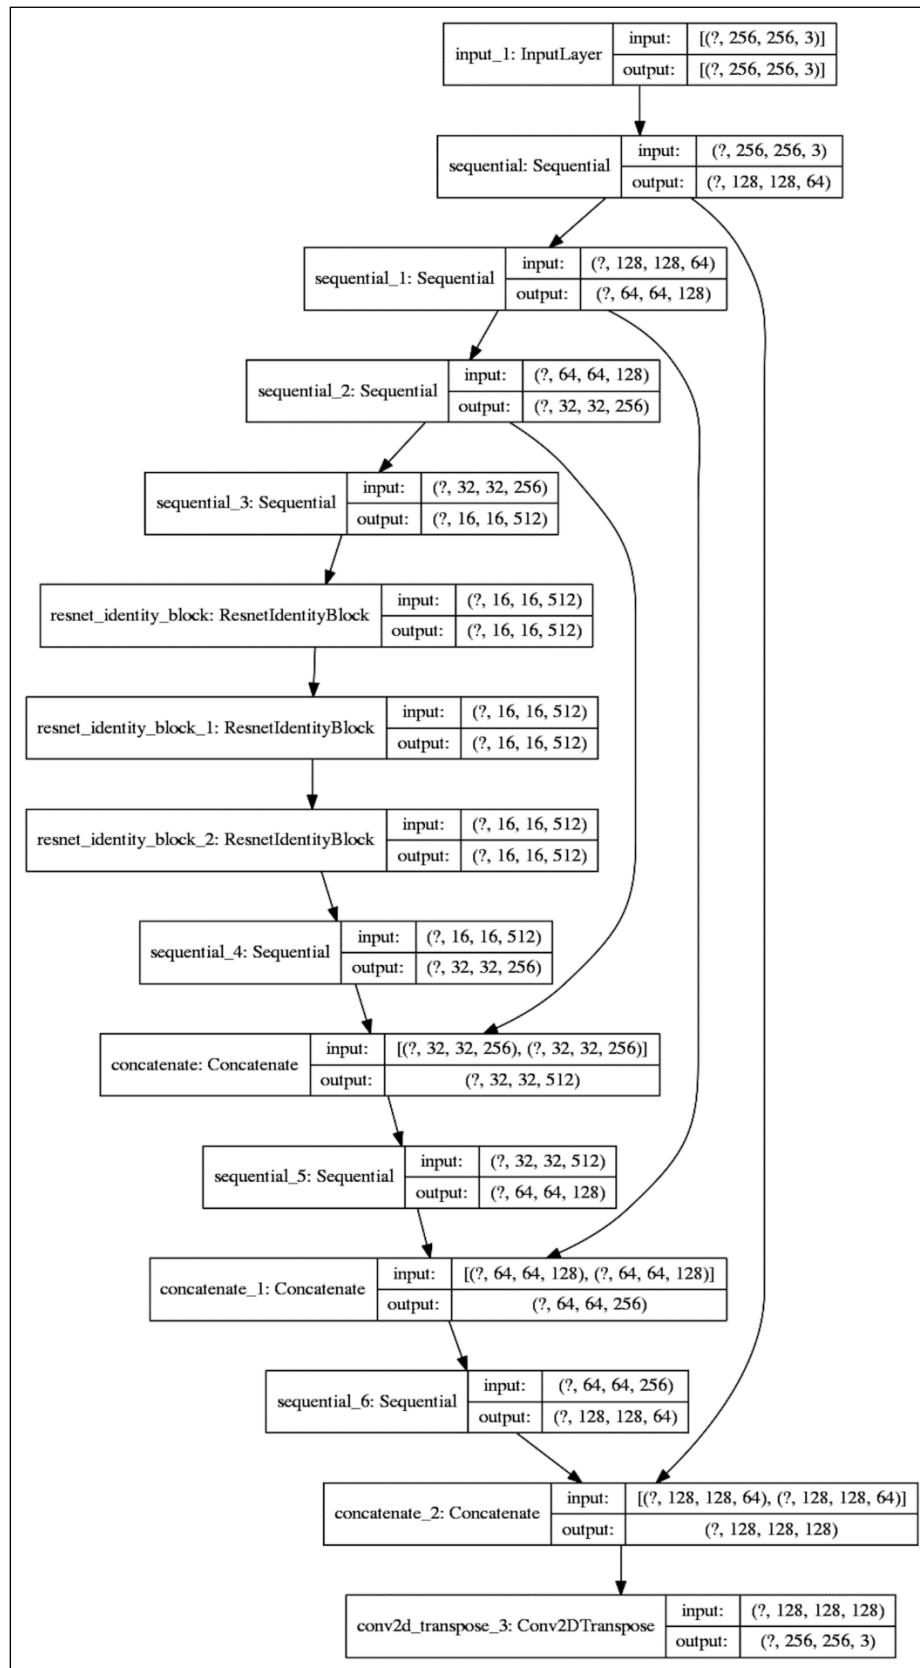 input_1: InputLayer
input: [(?, 256, 256, 3)]
output: [(?, 256, 256, 3)]
sequential: Sequential
input: (?, 256, 256, 3)
output: (?, 128, 128, 64)
sequential_1: Sequential
input: (?, 128, 128, 64)
output: (?, 64, 64, 128)
sequential_2: Sequential
input: (?, 64, 64, 128)
output: (?, 32, 32, 256)
sequential_3: Sequential
input: (?, 32, 32, 256)
output: (?, 16, 16, 512)
resnet_identity_block: ResnetIdentityBlock
input: (?, 16, 16, 512)
output: (?, 16, 16, 512)
resnet_identity_block_1: ResnetIdentityBlock
input: (?, 16, 16, 512)
output: (?, 16, 16, 512)
resnet_identity_block_2: ResnetIdentityBlock
input: (?, 16, 16, 512)
output: (?, 16, 16, 512)
sequential_4: Sequential
input: (?, 16, 16, 512)
output: (?, 32, 32, 256)
concatenate: Concatenate
input: [(?, 32, 32, 256), (?, 32, 32, 256)]
output: (?, 32, 32, 512)
sequential_5: Sequential
input: (?, 32, 32, 512)
output: (?, 64, 64, 128)
concatenate_1: Concatenate
input: [(?, 64, 64, 128), (?, 64, 64, 128)]
output: (?, 64, 64, 256)
sequential_6: Sequential
input: (?, 64, 64, 256)
output: (?, 128, 128, 64)
concatenate_2: Concatenate
input: [(?, 128, 128, 64), (?, 128, 128, 64)]
output: (?, 128, 128, 128)
conv2d_transpose_3: Conv2DTranspose
input: (?, 128, 128, 128)
output: (?, 256, 256, 3)